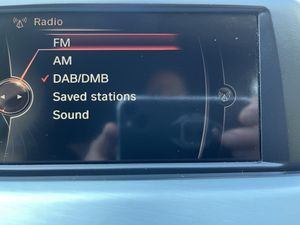 Radio
FM
AM
DAB/DMB
Saved stations
Sound